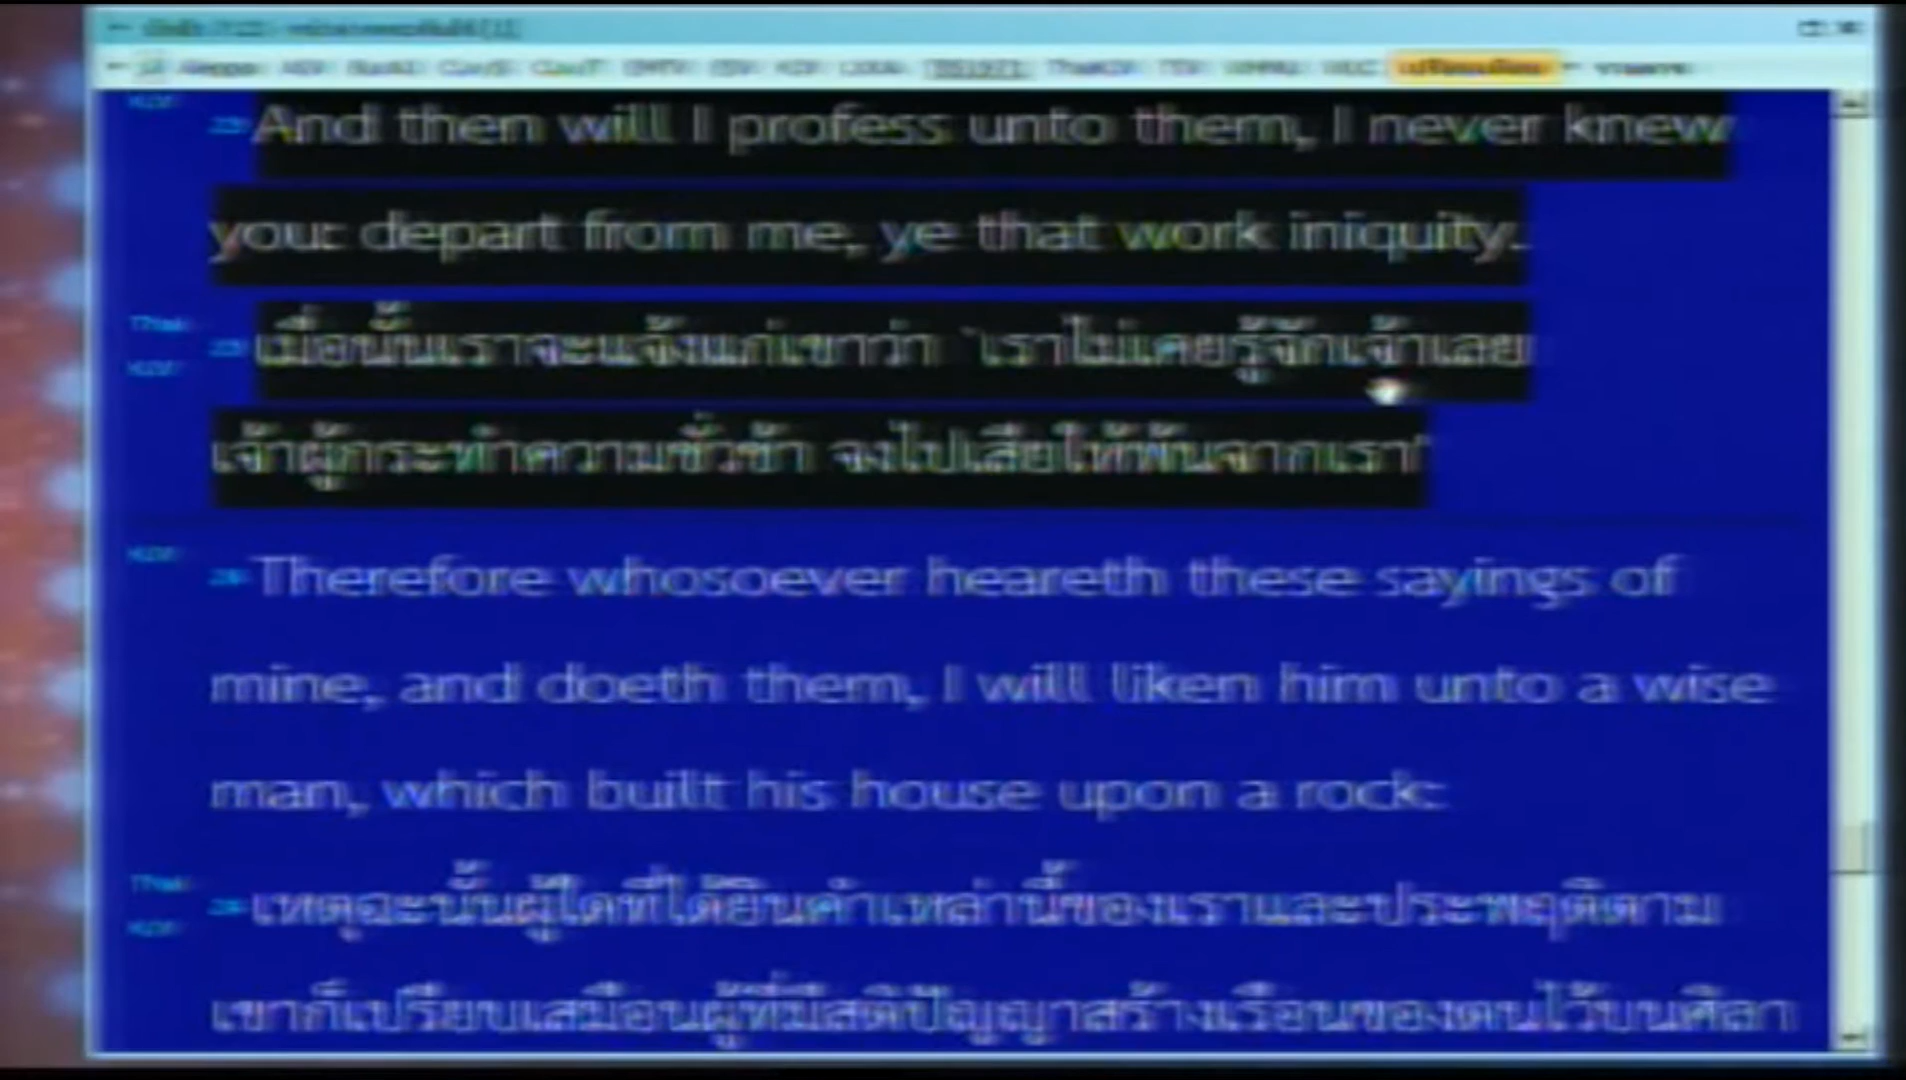 KJV
23 And then will I profess unto them, I never knew
you: depart from me, ye that work iniquity.
Thai
KJV
23 เมื่อนั้นเราจะแจ้งแก่เขาว่า `เราไม่เคยรู้จักเจ้าเลย
เจ้าผู้กระทำความชั่วช้า จงไปเสียให้พ้นจากเรา'
KJV
24 Therefore whosoever heareth these sayings of
mine, and doeth them, I will liken him unto a wise
man, which built his house upon a rock:
Thai
KJV
24 เหตุฉะนั้นผู้ใดที่ได้ยินคำเหล่านี้ของเราและประพฤติตาม
เขาก็เปรียบเสมือนผู้ที่มีสติปัญญาสร้างเรือนของตนไว้บนศิลา